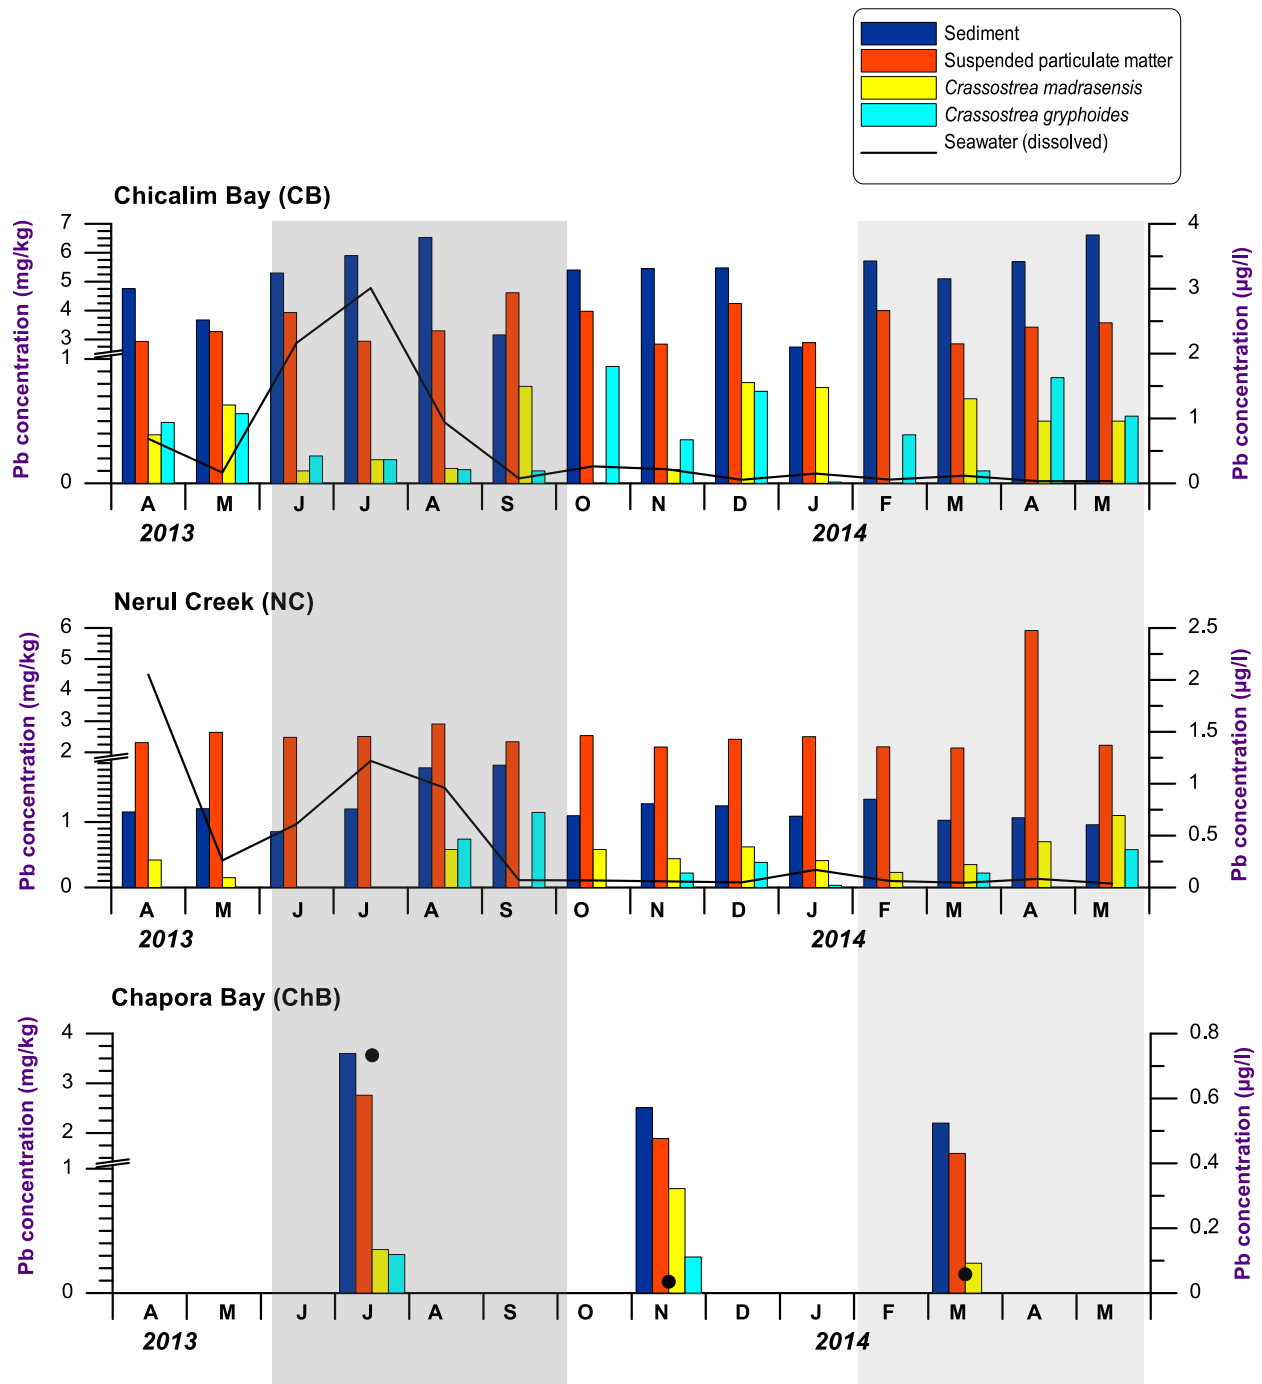 Sediment
Suspended particulate matter
Crassostrea madrasensis
Crassostrea gryphoides
Seawater (dissolved)
Chicalim Bay (CB)
Pb concentration (mg/kg)
7
6
5
4
3
1
0
4
3
2
1
0
Pb concentration (µg/l)
A M J J A S O N D J F M A M
2013 2014
Nerul Creek (NC)
Pb concentration (mg/kg)
6
5
4
3
2
1
0
2.5
2
1.5
1
0.5
0
Pb concentration (µg/l)
A M J J A S O N D J F M A M
2013 2014
Chapora Bay (ChB)
Pb concentration (mg/kg)
4
3
2
1
0
0.8
0.6
0.4
0.2
0
Pb concentration (µg/l)
A M J J A S O N D J F M A M
2013 2014